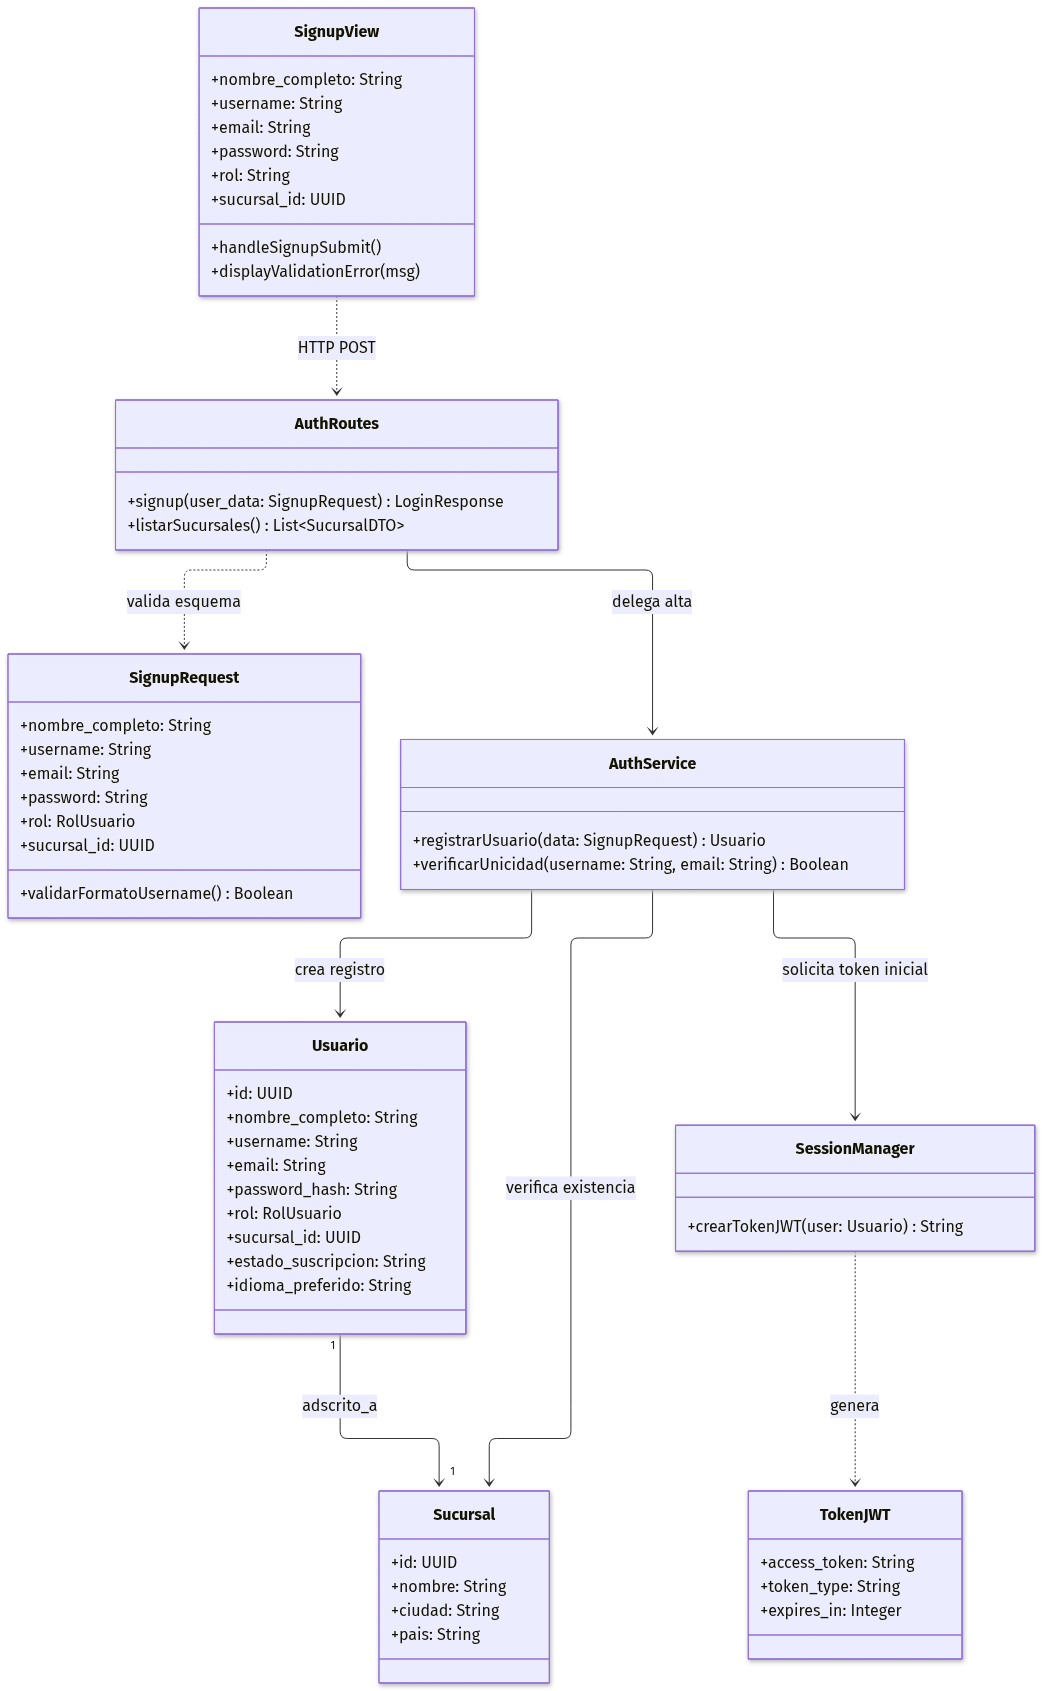 SignupView
+nombre_completo: String
+username: String
+email: String
+password: String
+rol: String
+sucursal_id: UUID
+handleSignupSubmit()
+displayValidationError(msg)
HTTP POST
AuthRoutes
+signup(user_data: SignupRequest) : LoginResponse
+listarSucursales() : List<SucursalDTO>
valida esquema
delega alta
SignupRequest
+nombre_completo: String
+username: String
+email: String
+password: String
+rol: RolUsuario
+sucursal_id: UUID
+validarFormatoUsername() : Boolean
AuthService
+registrarUsuario(data: SignupRequest) : Usuario
+verificarUnicidad(username: String, email: String) : Boolean
crea registro
solicita token inicial
Usuario
+id: UUID
+nombre_completo: String
+username: String
+email: String
+password_hash: String
+rol: RolUsuario
+sucursal_id: UUID
+estado_suscripcion: String
+idioma_preferido: String
verifica existencia
SessionManager
+crearTokenJWT(user: Usuario) : String
1
adscrito_a
genera
1
Sucursal
+id: UUID
+nombre: String
+ciudad: String
+pais: String
TokenJWT
+access_token: String
+token_type: String
+expires_in: Integer